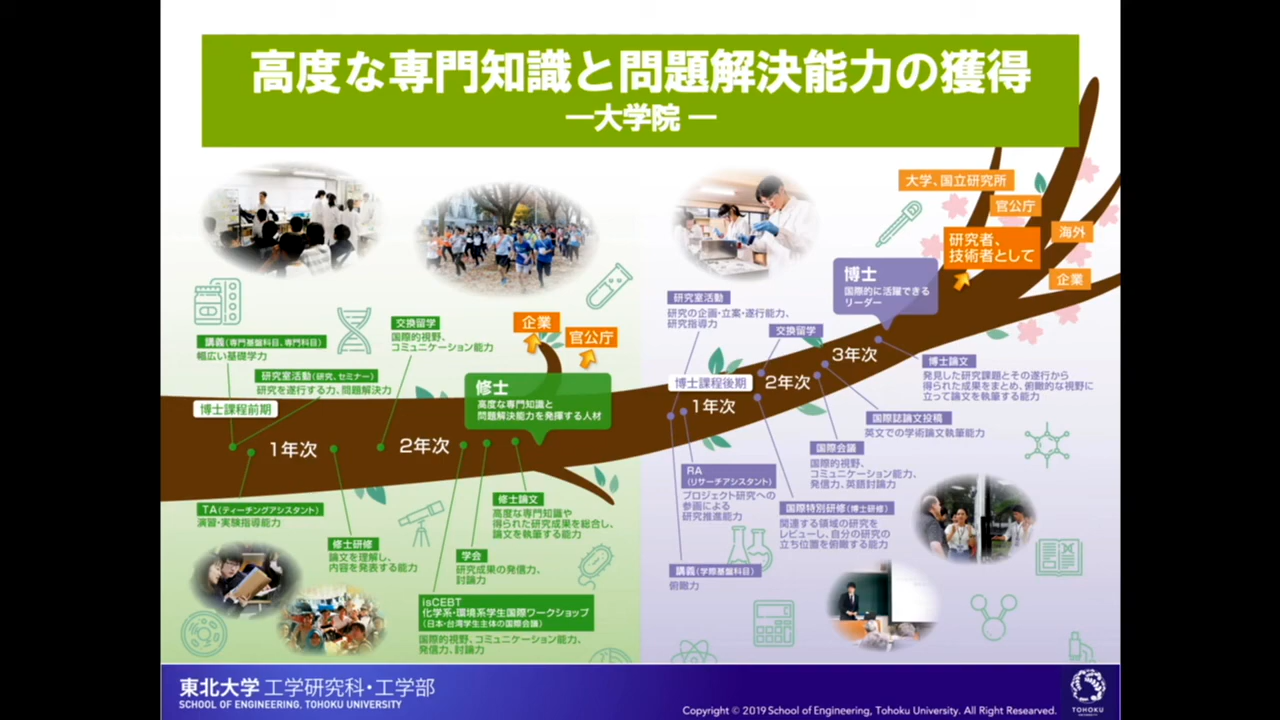 高度な専門知識と問題解決能力の獲得
―大学院 ―
講義(専門基盤科目、専門科目)
幅広い基礎学力
研究室活動(研究、セミナー)
研究を遂行する力、問題解決力
交換留学
国際的視野、
コミュニケーション能力
企業
官公庁
修士
高度な専門知識と
問題解決能力を発揮する人材
博士課程前期
1年次
2年次
TA(ティーチングアシスタント)
演習・実験指導能力
修士研修
論文を理解し、
内容を発表する能力
修士論文
高度な専門知識や
得られた研究成果を総合し、
論文を執筆する能力
学会
研究成果の発信力、
討論力
isCEBT
化学系・環境系学生国際ワークショップ
(日本・台湾学生主体の国際会議)
国際的視野、コミュニケーション能力、
発信力、討論力
研究室活動
研究の企画・立案・遂行能力、
研究指導力
交換留学
博士
国際的に活躍できる
リーダー
大学、国立研究所
官公庁
研究者、
技術者として
海外
企業
博士課程後期
1年次
2年次
3年次
博士論文
発見した研究課題とその遂行から
得られた成果をまとめ、俯瞰的な視野に
立って論文を執筆する能力
国際誌論文投稿
英文での学術論文執筆能力
国際会議
国際的視野、
コミュニケーション能力、
発信力、英語討論力
RA
(リサーチアシスタント)
プロジェクト研究への
参画による
研究推進能力
国際特別研修(博士研修)
関連する領域の研究を
レビューし、自分の研究の
立ち位置を俯瞰する能力
講義(学際基盤科目)
俯瞰力
東北大学 工学研究科・工学部
SCHOOL OF ENGINEERING, TOHOKU UNIVERSITY
Copyright © 2019 School of Engineering, Tohoku University. All Right Researved.
TOHOKU